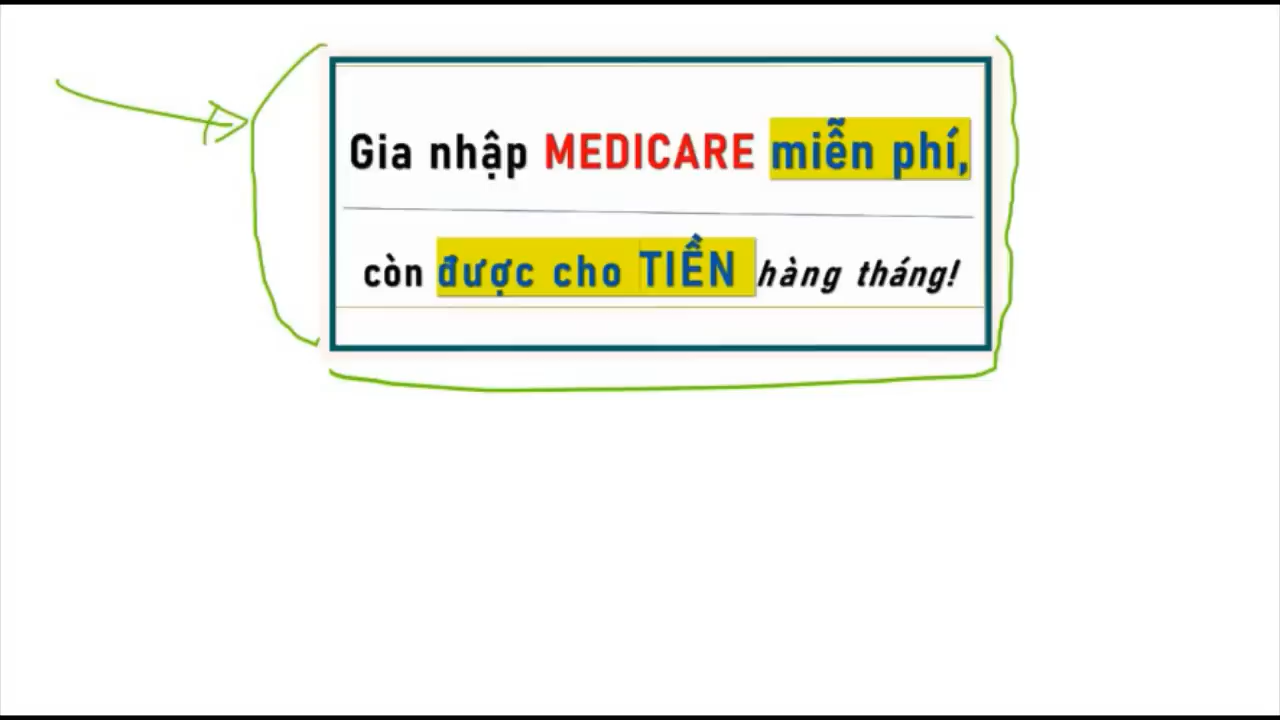 Gia nhập MEDICARE miễn phí,
còn được cho TIỀN hàng tháng!